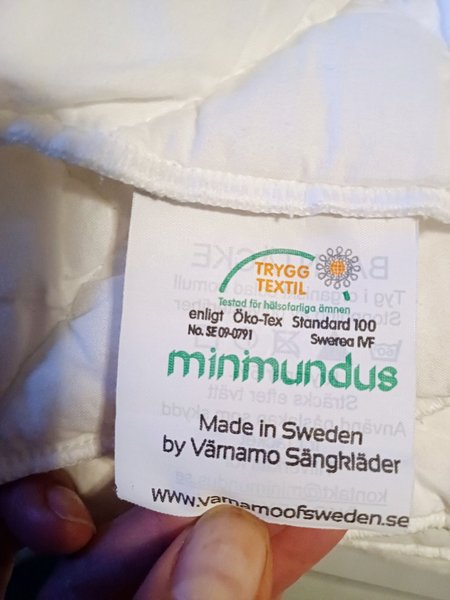 TRYGG
TEXTIL
Testad för hälsofarliga ämnen
enligt Öko-Tex Standard 100
No. SE 09-0791 Swerea IVF
minimundus
Made in Sweden
by Värnamo Sängkläder
www.varnamoofsweden.se